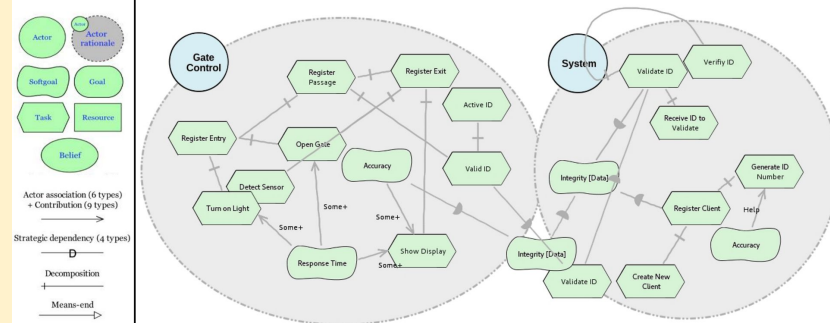 Actor
Actor
Actor
rationale
Softgoal
Goal
Task
Resource
Belief
Actor association (6 types)
+ Contribution (9 types)
Strategic dependency (4 types)
D
Decomposition
Means-end
Gate
Control
Register
Passage
Register Exit
Active ID
Register Entry
Open Gate
Accuracy
Valid ID
Detect Sensor
Turn on Light
Some+
Some+
Some+
Response Time
Some+
Show Display
System
Validate ID
Verifiy ID
Receive ID to
Validate
Integrity [Data]
Generate ID
Number
Register Client
Help
Accuracy
Integrity [Data]
Validate ID
Create New
Client